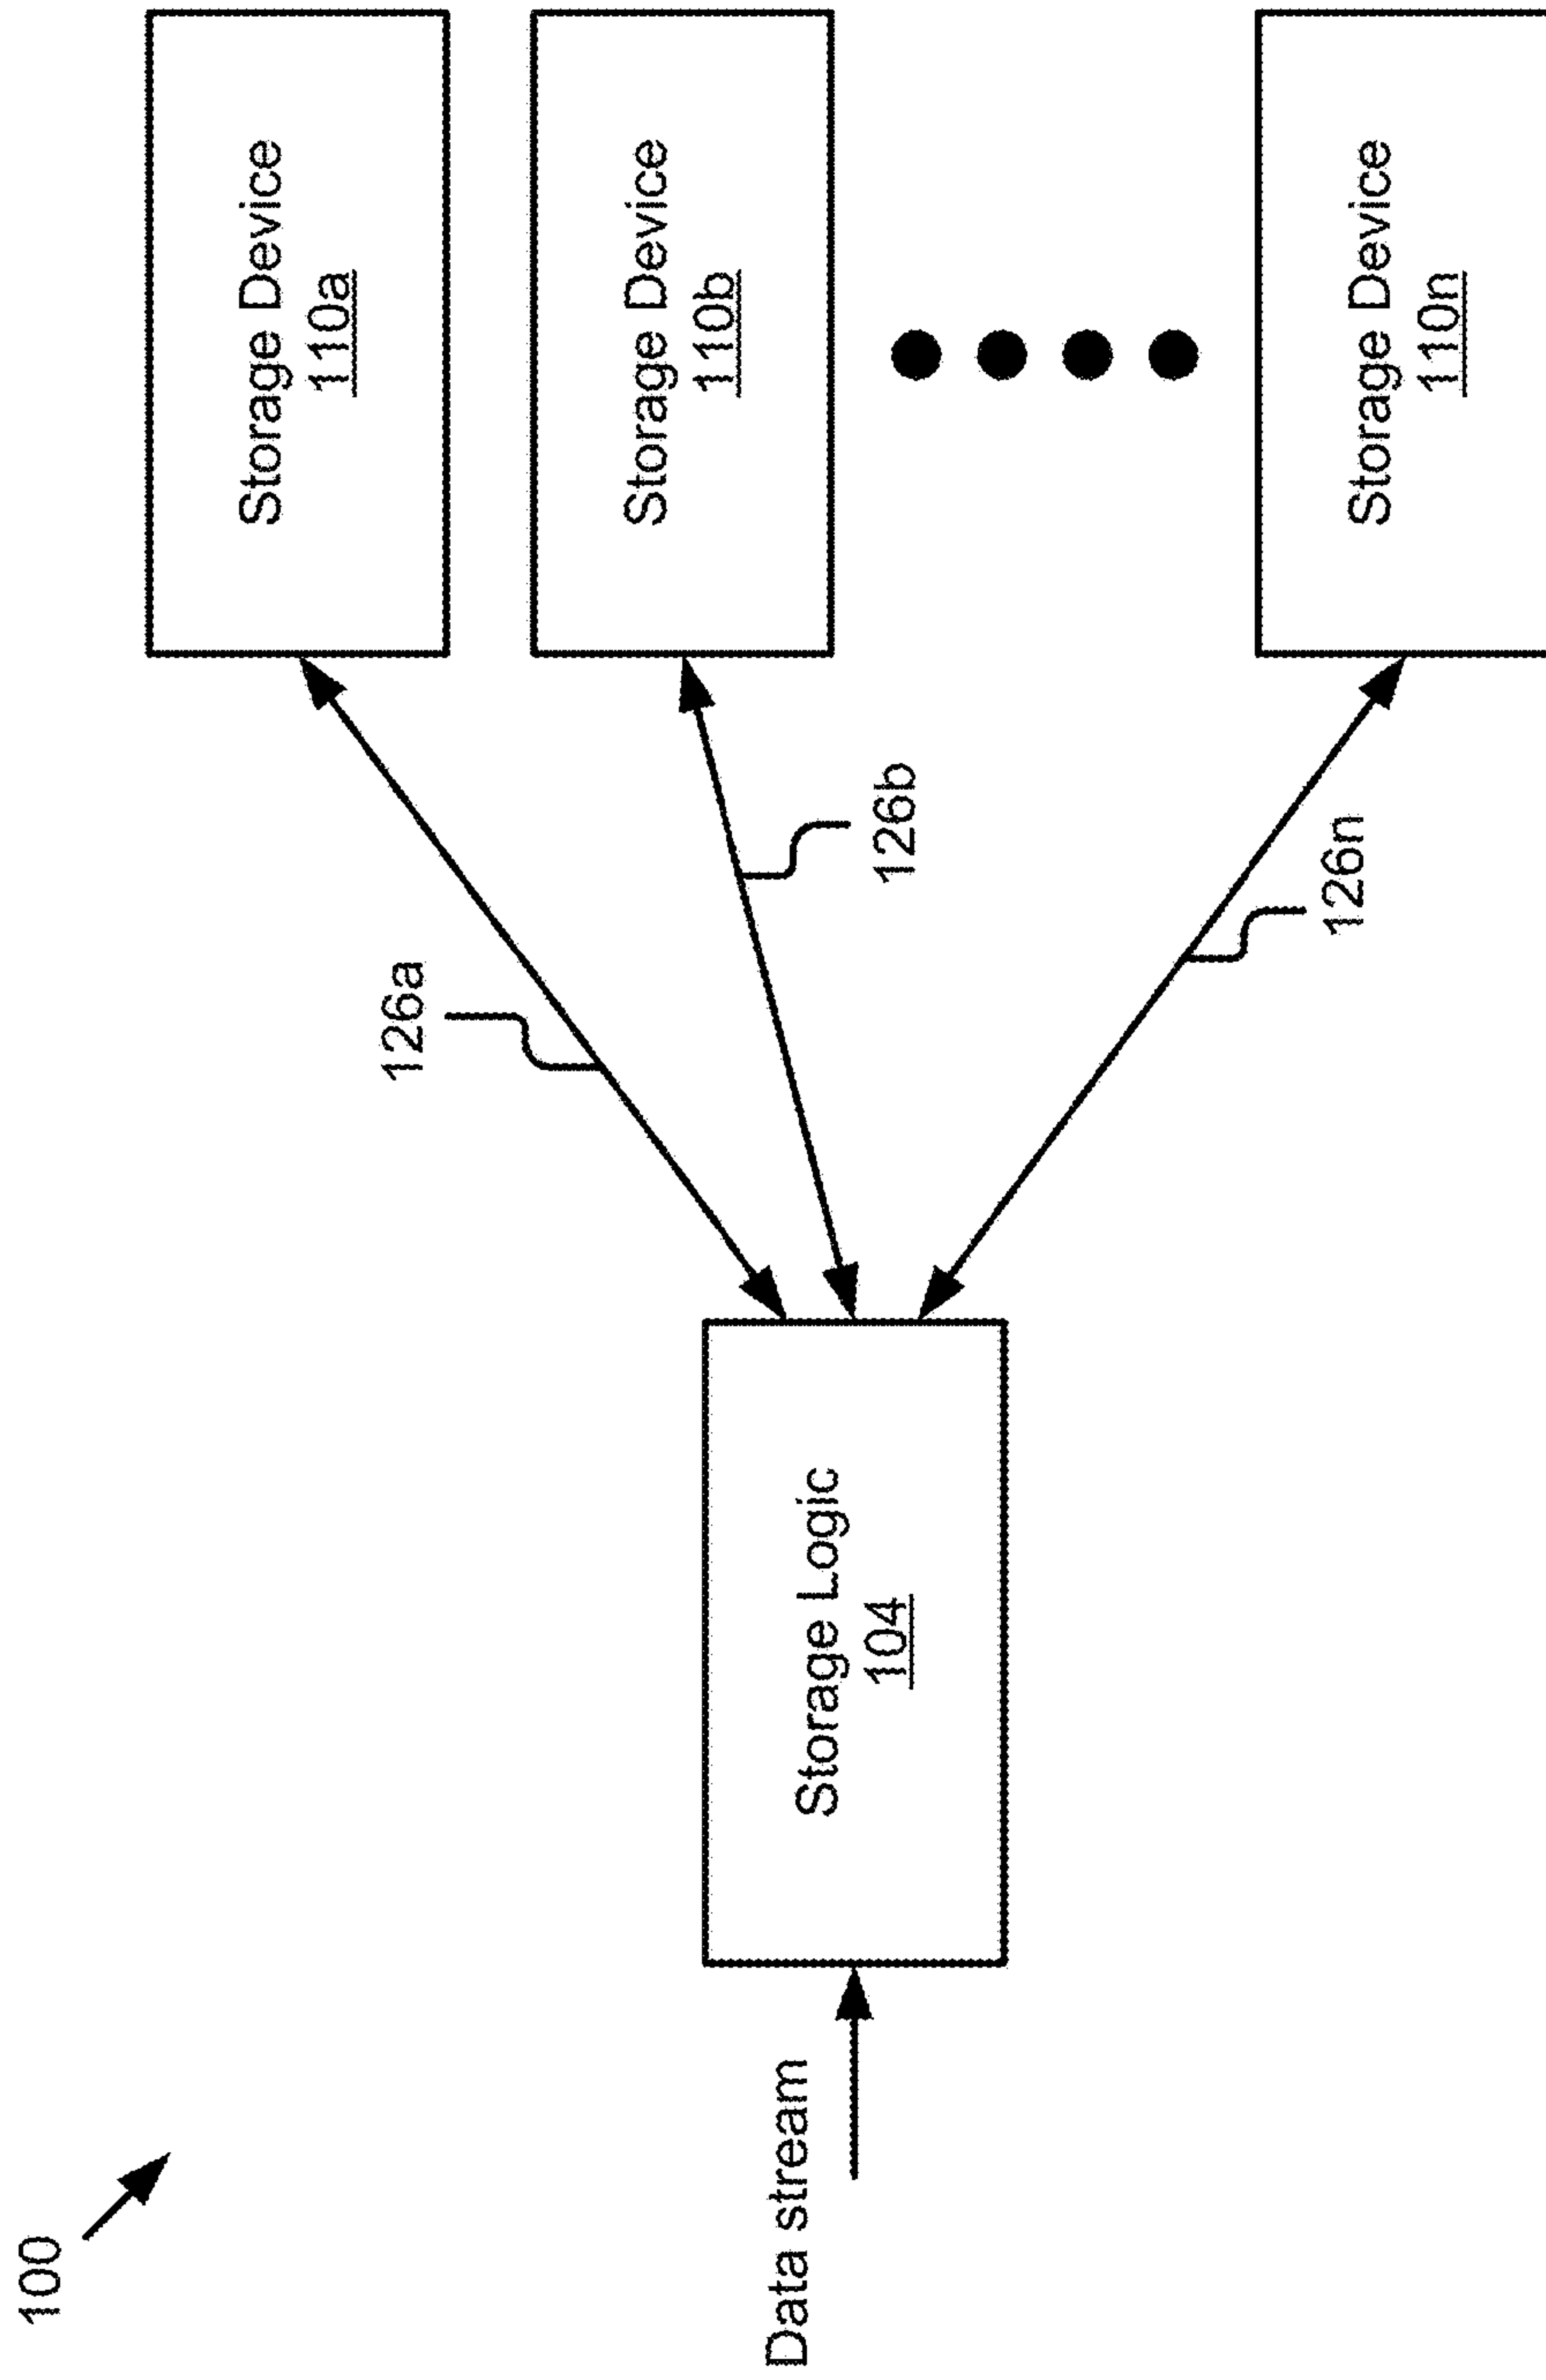 100
Data stream
Storage Logic
104
126a
126b
126n
Storage Device
110a
Storage Device
110b
Storage Device
110n